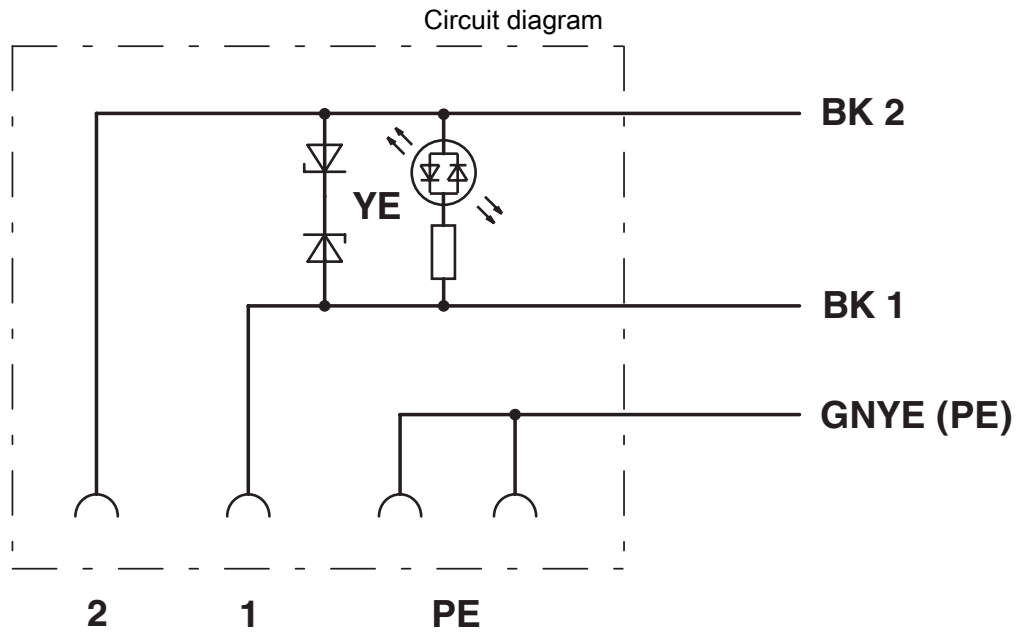 Circuit diagram
BK 2
YE
BK 1
GNYE (PE)
2 1 PE